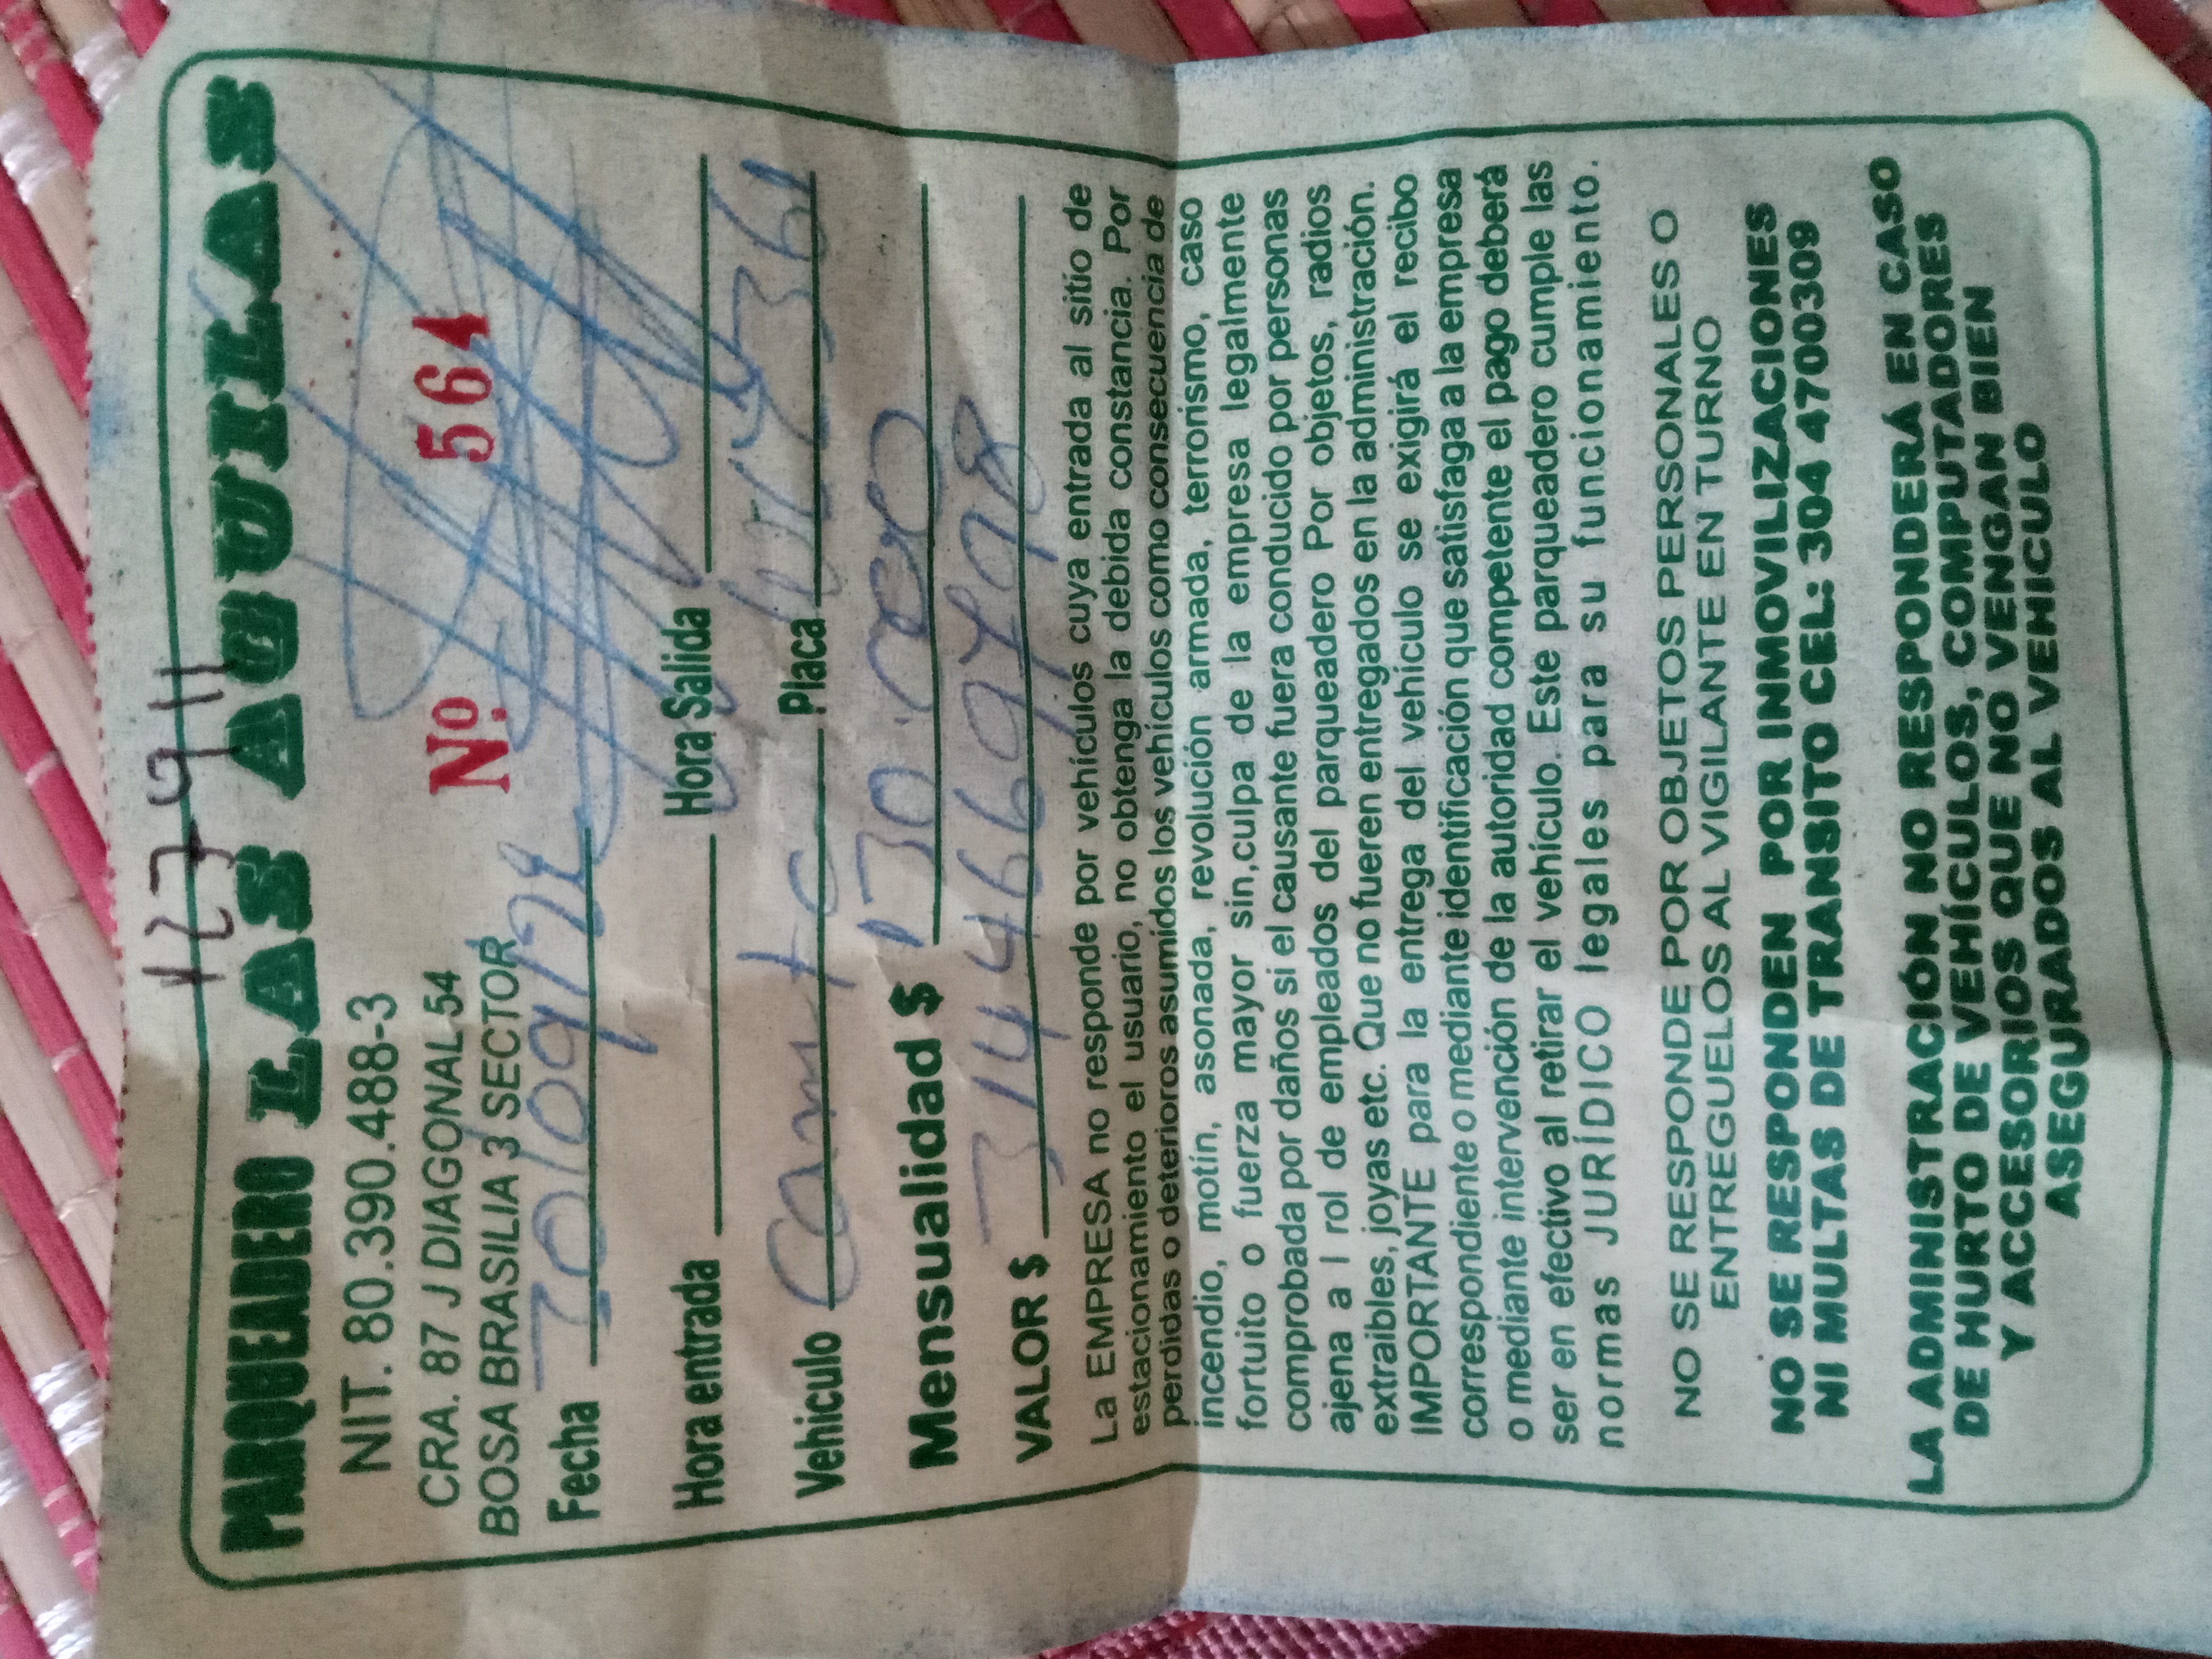 123-911
PARQUEADERO LAS AGUILAS
NIT. 80.390.488-3
CRA. 87 J DIAGONAL 54 Nº 564
BOSA BRASILIA 3 SECTOR
Fecha
Hora entrada Hora Salida
Vehiculo Placa 361
Mensualidad $ 130.000
VALOR $ 314 4669798
La EMPRESA no responde por vehículos cuya entrada al sitio de
estacionamiento el usuario, no obtenga la debida constancia. Por
perdidas o deterioros asumidos los vehículos como consecuencia de
incendio, motín, asonada, revolución armada, terrorismo, caso
fortuito o fuerza mayor sin,culpa de la empresa legalmente
comprobada por daños si el causante fuera conducido por personas
ajena a l rol de empleados del parqueadero Por objetos, radios
extraibles, joyas etc. Que no fueren entregados en la administración.
IMPORTANTE para la entrega del vehículo se exigirá el recibo
correspondiente o mediante identificación que satisfaga a la empresa
o mediante intervención de la autoridad competente el pago deberá
ser en efectivo al retirar el vehículo. Este parqueadero cumple las
normas JURÍDICO legales para su funcionamiento.
NO SE RESPONDE POR OBJETOS PERSONALES O
ENTREGUELOS AL VIGILANTE EN TURNO
NO SE RESPONDEN POR INMOVILIZACIONES
NI MULTAS DE TRANSITO CEL: 304 4700309
LA ADMINISTRACIÓN NO RESPONDERÁ EN CASO
DE HURTO DE VEHÍCULOS, COMPUTADORES
Y ACCESORIOS QUE NO VENGAN BIEN
ASEGURADOS AL VEHICULO